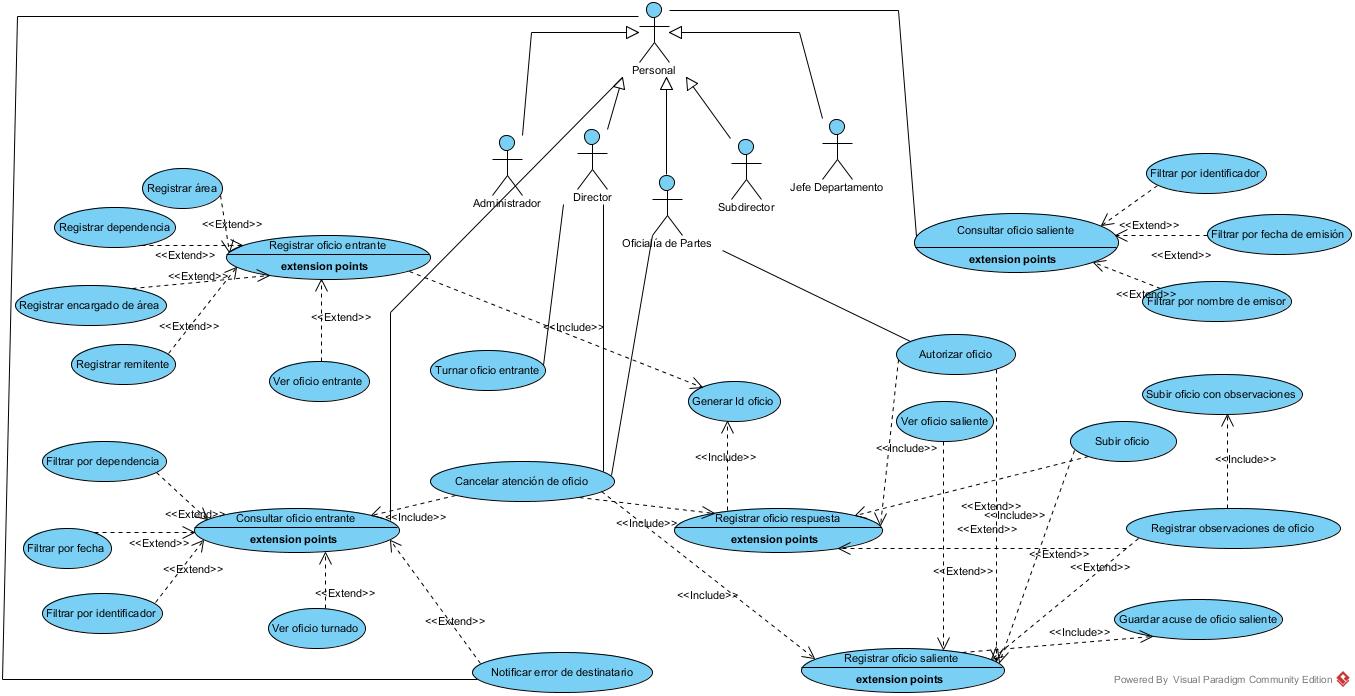 Personal
Administrador
Director
Oficialía de Partes
Subdirector
Jefe Departamento
Registrar área
Registrar dependencia
Registrar encargado de área
Registrar remitente
<<Extend>>
<<Extend>>
<<Extend>>
<<Extend>>
Registrar oficio entrante
extension points
<<Extend>>
Ver oficio entrante
<<Include>>
Turnar oficio entrante
Generar Id oficio
<<Include>>
Consultar oficio saliente
extension points
Filtrar por identificador
<<Extend>>
Filtrar por fecha de emisión
<<Extend>>
<<Extend>>
Filtrar por nombre de emisor
Autorizar oficio
Ver oficio saliente
<<Include>>
Subir oficio con observaciones
Subir oficio
<<Include>>
Filtrar por dependencia
Filtrar por fecha
Filtrar por identificador
<<Extend>>
<<Extend>>
<<Extend>>
Consultar oficio entrante
extension points
<<Extend>>
Ver oficio turnado
Cancelar atención de oficio
<<Include>>
<<Include>>
<<Include>>
Registrar oficio respuesta
extension points
<<Extend>>
<<Include>>
<<Extend>>
<<Extend>>
<<Extend>>
<<Extend>>
Registrar observaciones de oficio
<<Extend>>
Notificar error de destinatario
Registrar oficio saliente
extension points
<<Include>>
Guardar acuse de oficio saliente
Powered By Visual Paradigm Community Edition